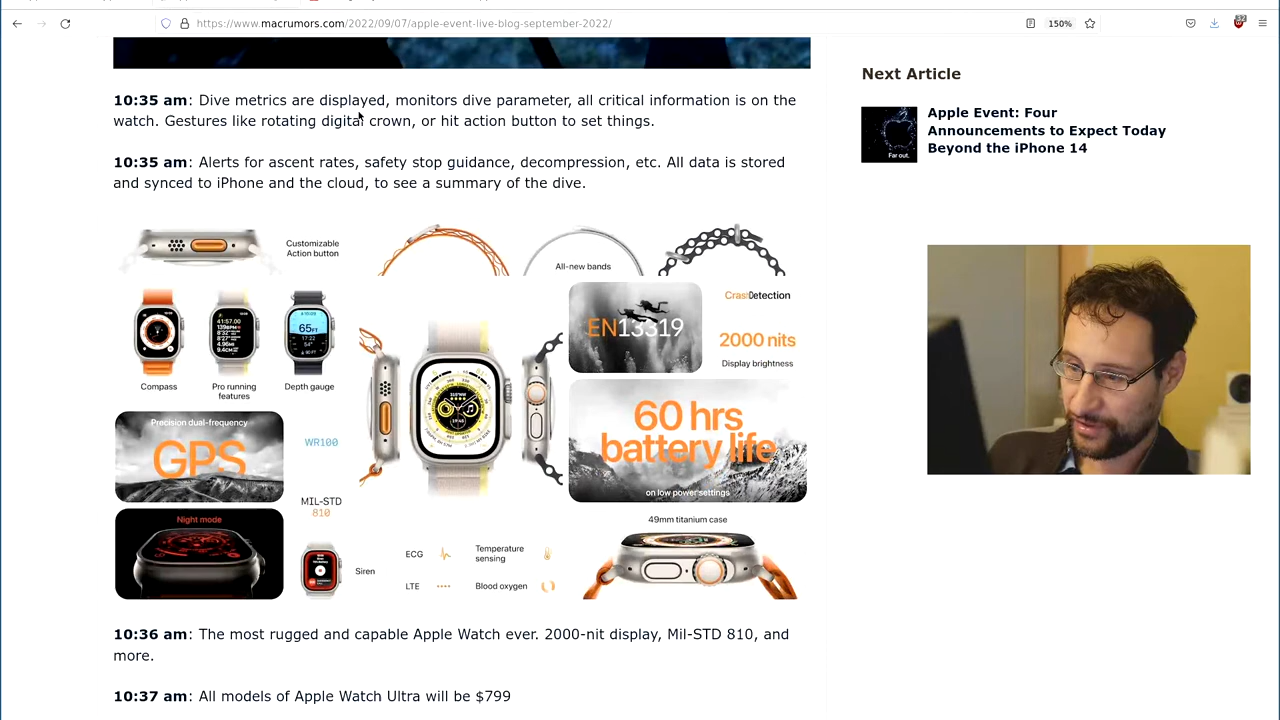 https://www.macrumors.com/2022/09/07/apple-event-live-blog-september-2022/
150%
10:35 am: Dive metrics are displayed, monitors dive parameter, all critical information is on the
watch. Gestures like rotating digital crown, or hit action button to set things.
10:35 am: Alerts for ascent rates, safety stop guidance, decompression, etc. All data is stored
and synced to iPhone and the cloud, to see a summary of the dive.
Customizable
Action button
All-new bands
Compass
Pro running
features
Depth gauge
65FT
EN13319
Crash Detection
2000 nits
Display brightness
Precision dual-frequency
GPS
WR100
60 hrs
battery life
on low power settings
MIL-STD
810
Night mode
Siren
ECG
Temperature
sensing
LTE
Blood oxygen
49mm titanium case
10:36 am: The most rugged and capable Apple Watch ever. 2000-nit display, Mil-STD 810, and
more.
10:37 am: All models of Apple Watch Ultra will be $799
Next Article
Far out.
Apple Event: Four
Announcements to Expect Today
Beyond the iPhone 14